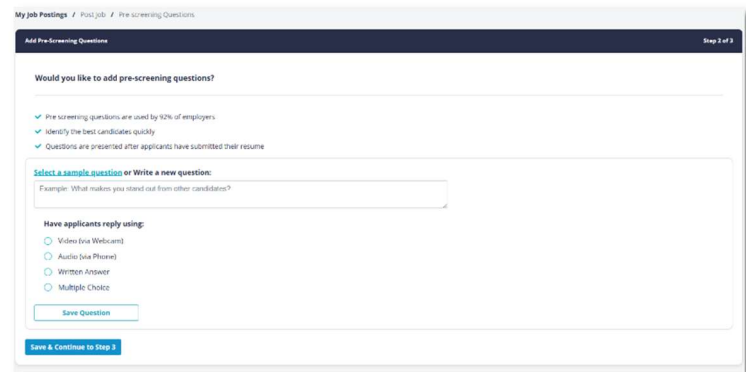 My Job Postings / Post Job / Pre-screening Questions
Add Pre-Screening Questions Step 2 of 3
Would you like to add pre-screening questions?
Pre screening questions are used by 92% of employers
Identify the best candidates quickly
Questions are presented after applicants have submitted their resume
Select a sample question or Write a new question:
Example: What makes you stand out from other candidates?
Have applicants reply using:
Video (via Webcam)
Audio (via Phone)
Written Answer
Multiple Choice
Save Question
Save & Continue to Step 3